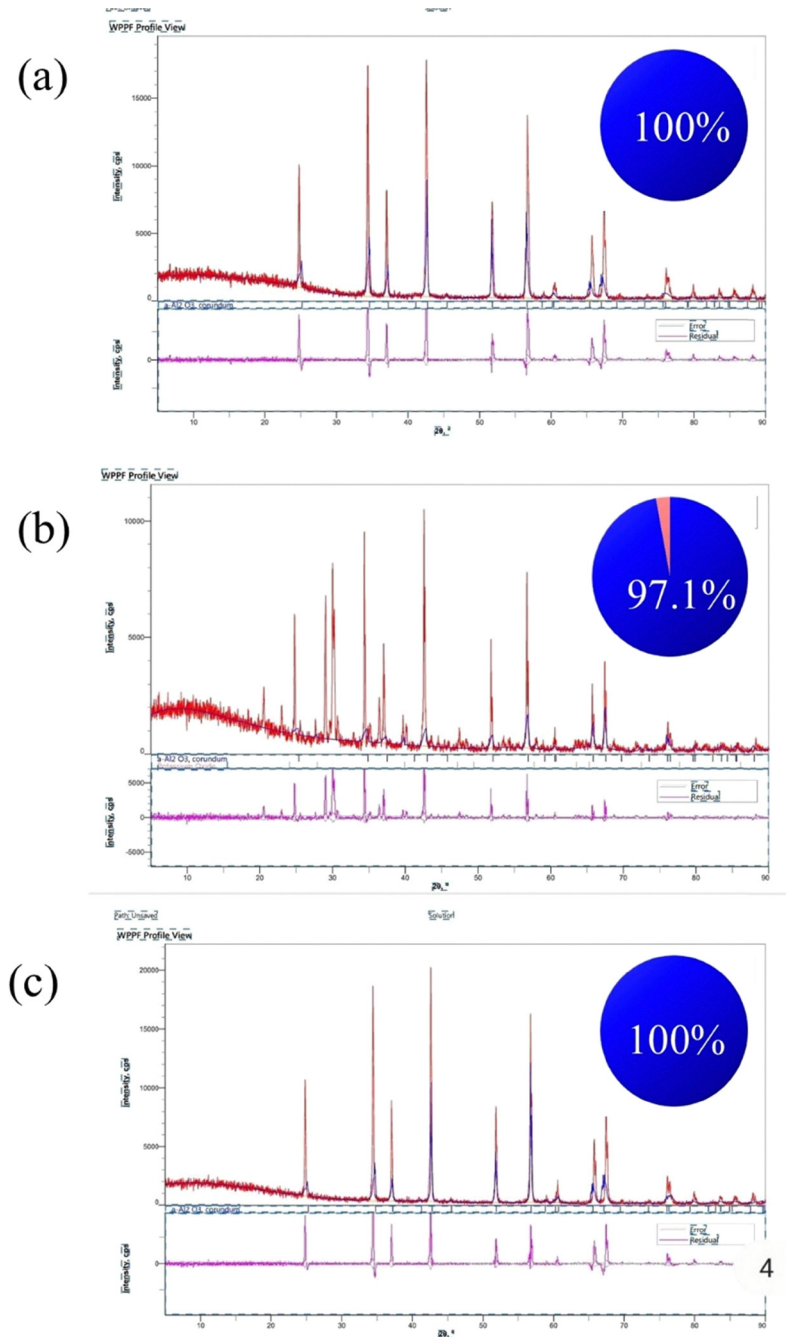 WPPF Profile View
(a)
100%
15000
10000
5000
0
Intensity, cps
a-Al2 O3, corundum
Error
Residual
0
Intensity, cps
10 20 30 40 50 60 70 80 90
2θ, °
WPPF Profile View
(b)
97.1%
10000
5000
0
Intensity, cps
a-Al2 O3, corundum
Error
Residual
5000
0
-5000
Intensity, cps
10 20 30 40 50 60 70 80 90
2θ, °
Path_Unsaved Solution
WPPF Profile View
(c)
100%
20000
15000
10000
5000
0
Intensity, cps
a-Al2 O3, corundum
Error
Residual
0
Intensity, cps
4
10 20 30 40 50 60 70 80 90
2θ, °